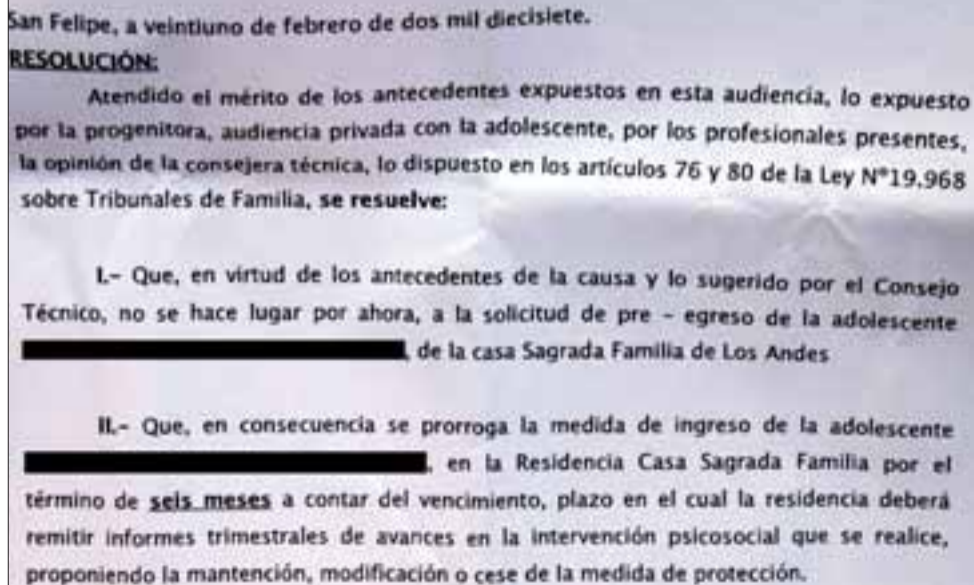 San Felipe, a veintiuno de febrero de dos mil diecisiete.
RESOLUCIÓN:
Atendido el mérito de los antecedentes expuestos en esta audiencia, lo expuesto
por la progenitora, audiencia privada con la adolescente, por los profesionales presentes,
la opinión de la consejera técnica, lo dispuesto en los artículos 76 y 80 de la Ley N°19.968
sobre Tribunales de Familia, se resuelve:
I.- Que, en virtud de los antecedentes de la causa y lo sugerido por el Consejo
Técnico, no se hace lugar por ahora, a la solicitud de pre - egreso de la adolescente
, de la casa Sagrada Familia de Los Andes
II.- Que, en consecuencia se prorroga la medida de ingreso de la adolescente
, en la Residencia Casa Sagrada Familia por el
término de seis meses a contar del vencimiento, plazo en el cual la residencia deberá
remitir informes trimestrales de avances en la intervención psicosocial que se realice,
proponiendo la mantención, modificación o cese de la medida de protección.